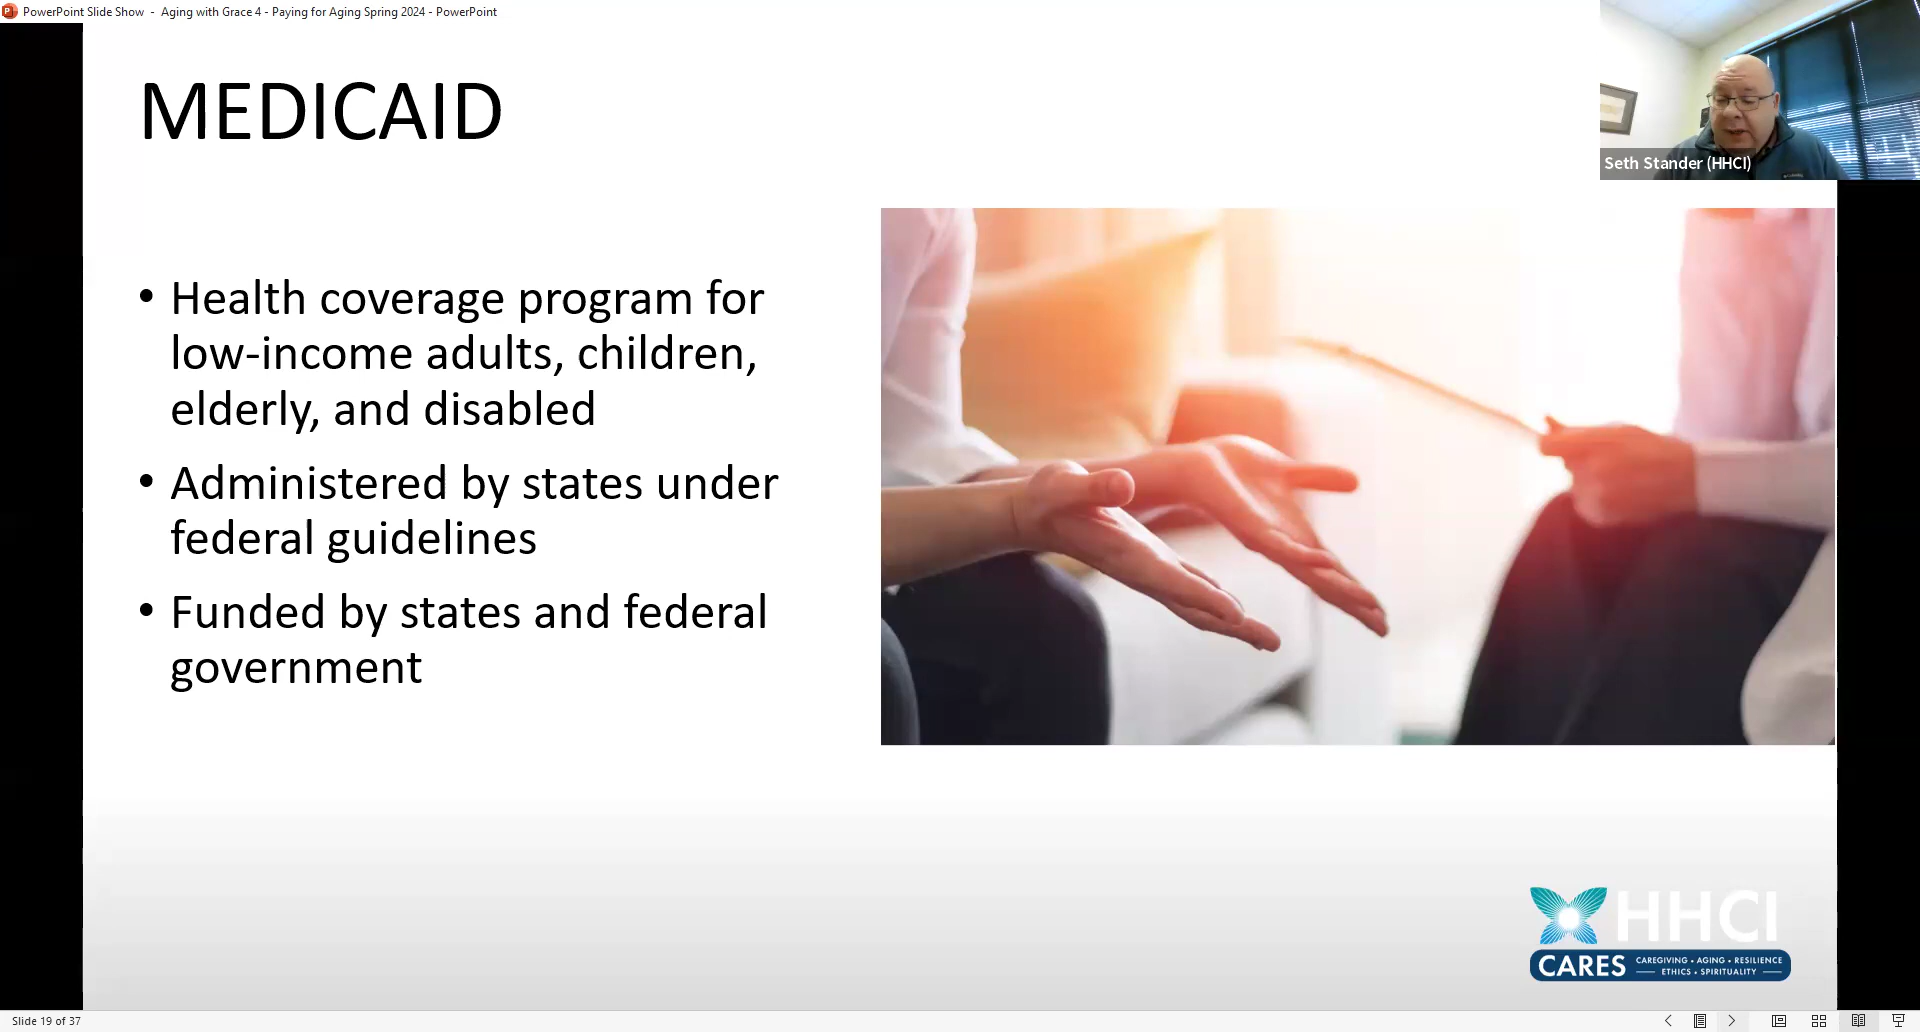 PowerPoint Slide Show - Aging with Grace 4 - Paying for Aging Spring 2024 - PowerPoint
Seth Stander (HHCI)
MEDICAID
• Health coverage program for
low-income adults, children,
elderly, and disabled
• Administered by states under
federal guidelines
• Funded by states and federal
government
HHCI
CARES
CAREGIVING • AGING • RESILIENCE
ETHICS • SPIRITUALITY
Slide 19 of 37